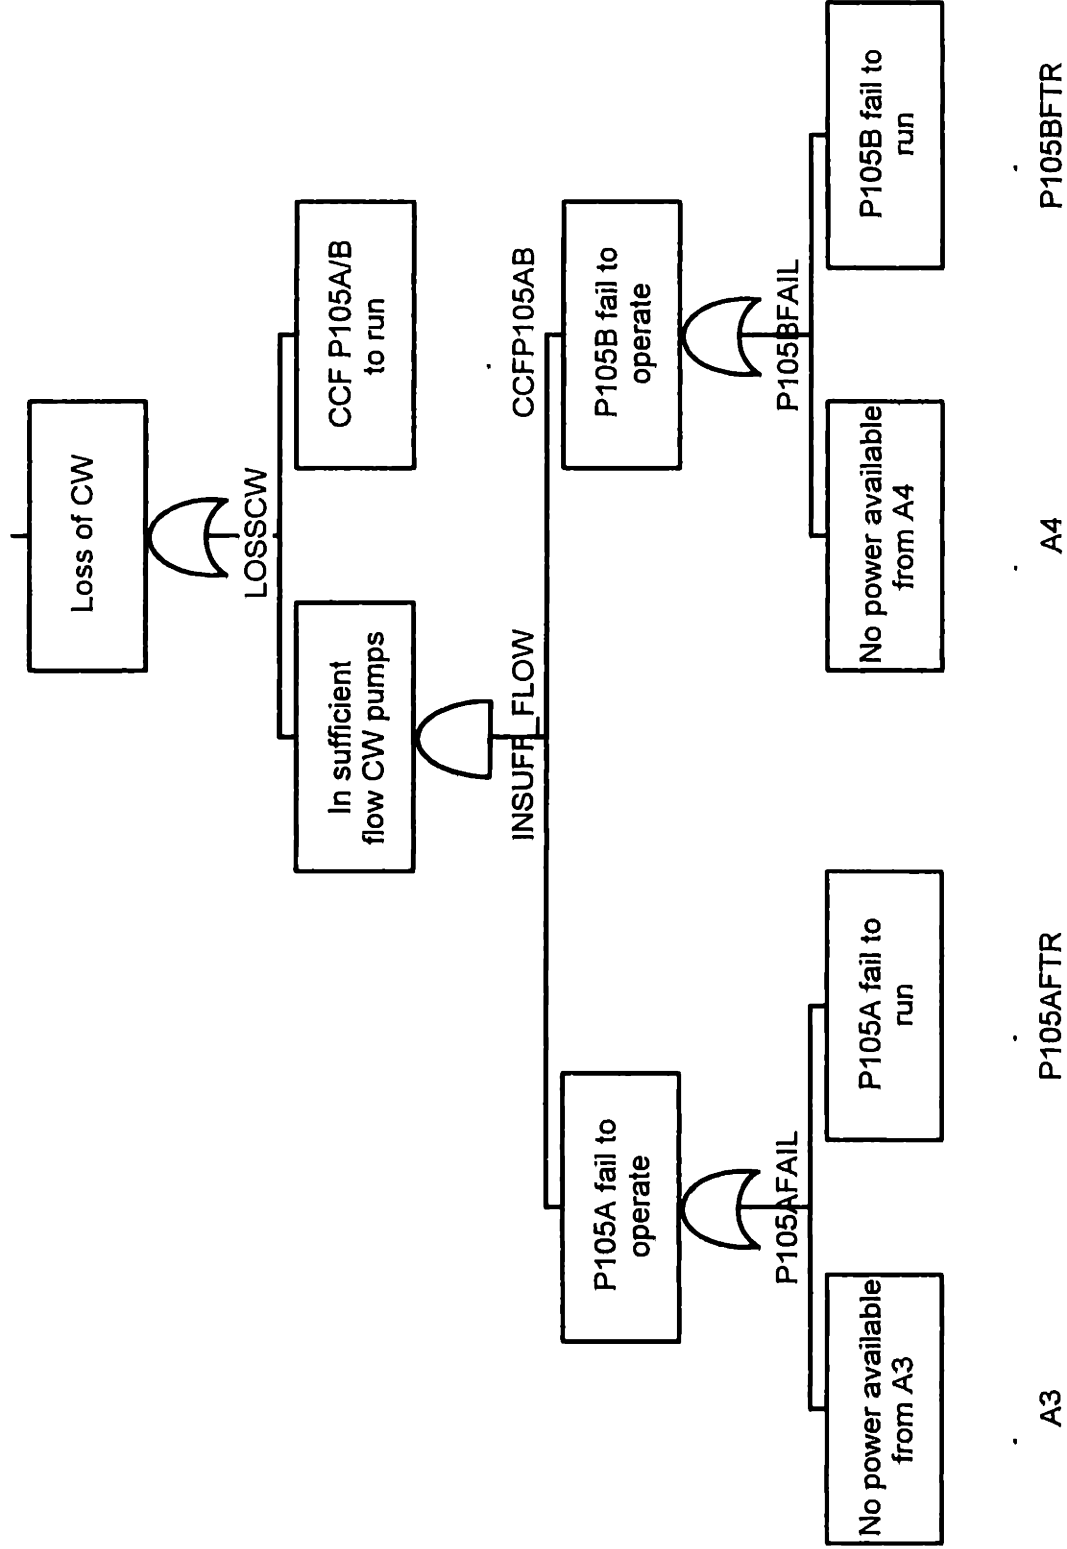 Loss of CW
LOSSCW
In sufficient
flow CW pumps
CCF P105A/B
to run
INSUFF_FLOW
CCFP105AB
P105A fail to
operate
P105B fail to
operate
P105AFAIL
P105BFAIL
No power available
from A3
P105A fail to
run
No power available
from A4
P105B fail to
run
A3
P105AFTR
A4
P105BFTR